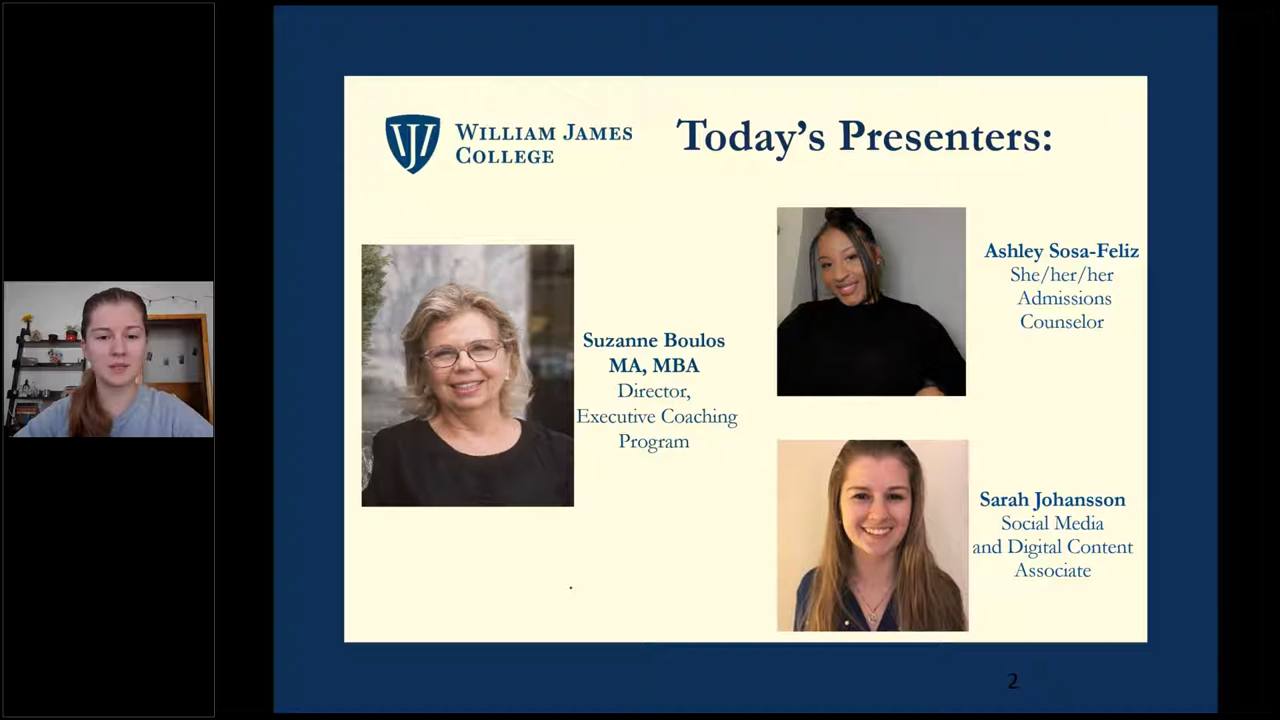 WILLIAM JAMES
COLLEGE
Today's Presenters:
Suzanne Boulos
MA, MBA
Director,
Executive Coaching
Program
Ashley Sosa-Feliz
She/her/her
Admissions
Counselor
Sarah Johansson
Social Media
and Digital Content
Associate
2